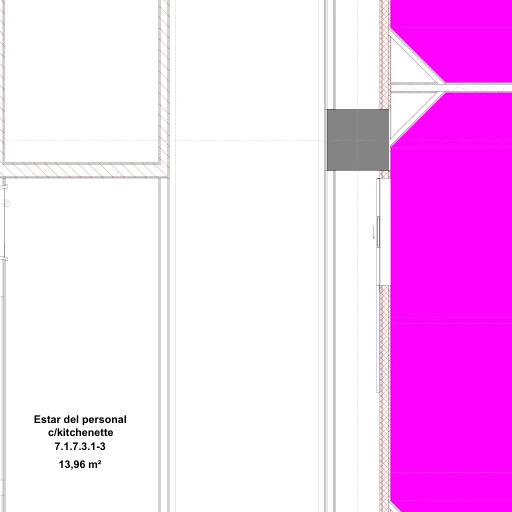 Estar del personal
c/kitchenette
7.1.7.3.1-3
13,96 m²